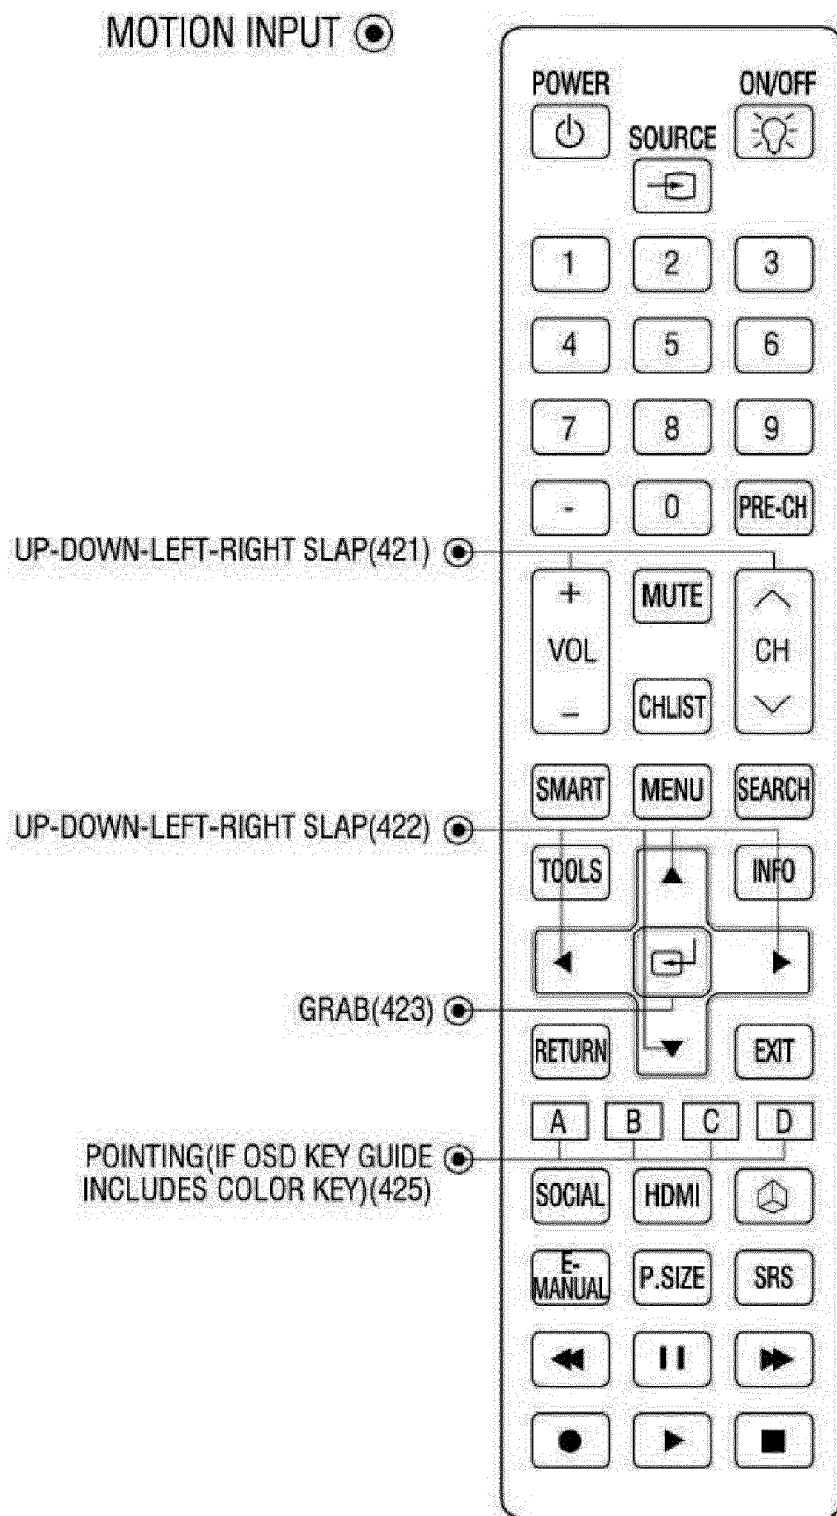 MOTION INPUT
POWER ON/OFF
SOURCE
1 2 3
4 5 6
7 8 9
- 0 PRE-CH
UP-DOWN-LEFT-RIGHT SLAP(421)
+ MUTE
VOL CH
– CHLIST
SMART MENU SEARCH
UP-DOWN-LEFT-RIGHT SLAP(422)
TOOLS INFO
GRAB(423)
RETURN EXIT
A B C D
POINTING(IF OSD KEY GUIDE
INCLUDES COLOR KEY)(425)
SOCIAL HDMI
E-
MANUAL P.SIZE SRS